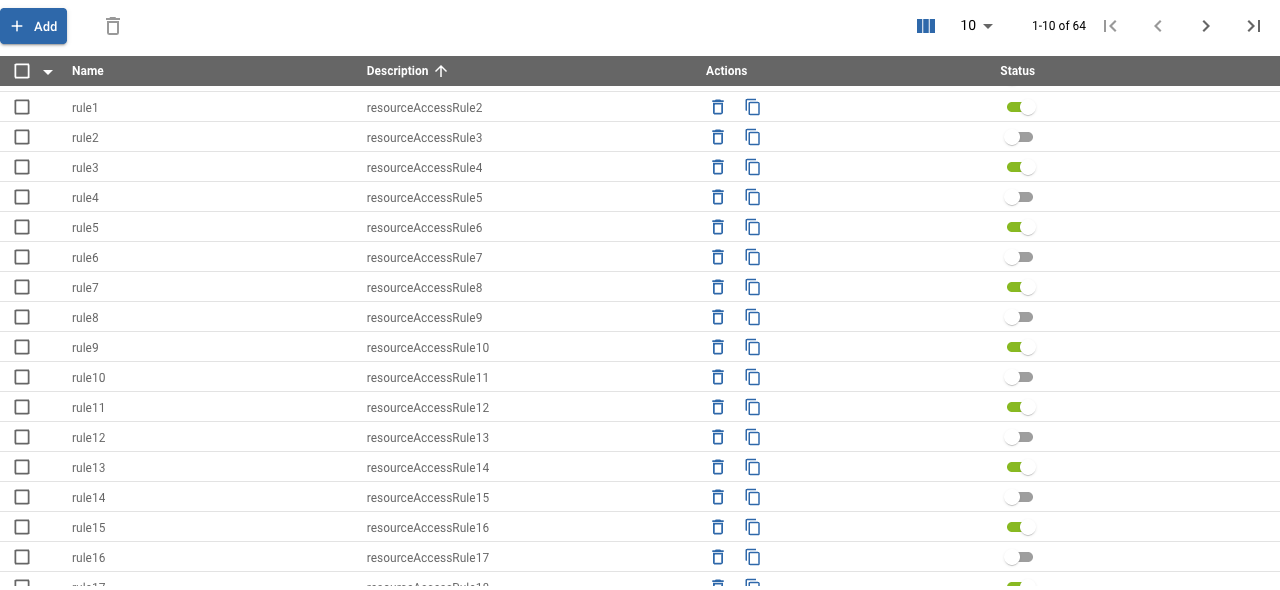 Add 10 1-10 of 64
Name Description Actions Status
rule1 resourceAccessRule2
rule2 resourceAccessRule3
rule3 resourceAccessRule4
rule4 resourceAccessRule5
rule5 resourceAccessRule6
rule6 resourceAccessRule7
rule7 resourceAccessRule8
rule8 resourceAccessRule9
rule9 resourceAccessRule10
rule10 resourceAccessRule11
rule11 resourceAccessRule12
rule12 resourceAccessRule13
rule13 resourceAccessRule14
rule14 resourceAccessRule15
rule15 resourceAccessRule16
rule16 resourceAccessRule17